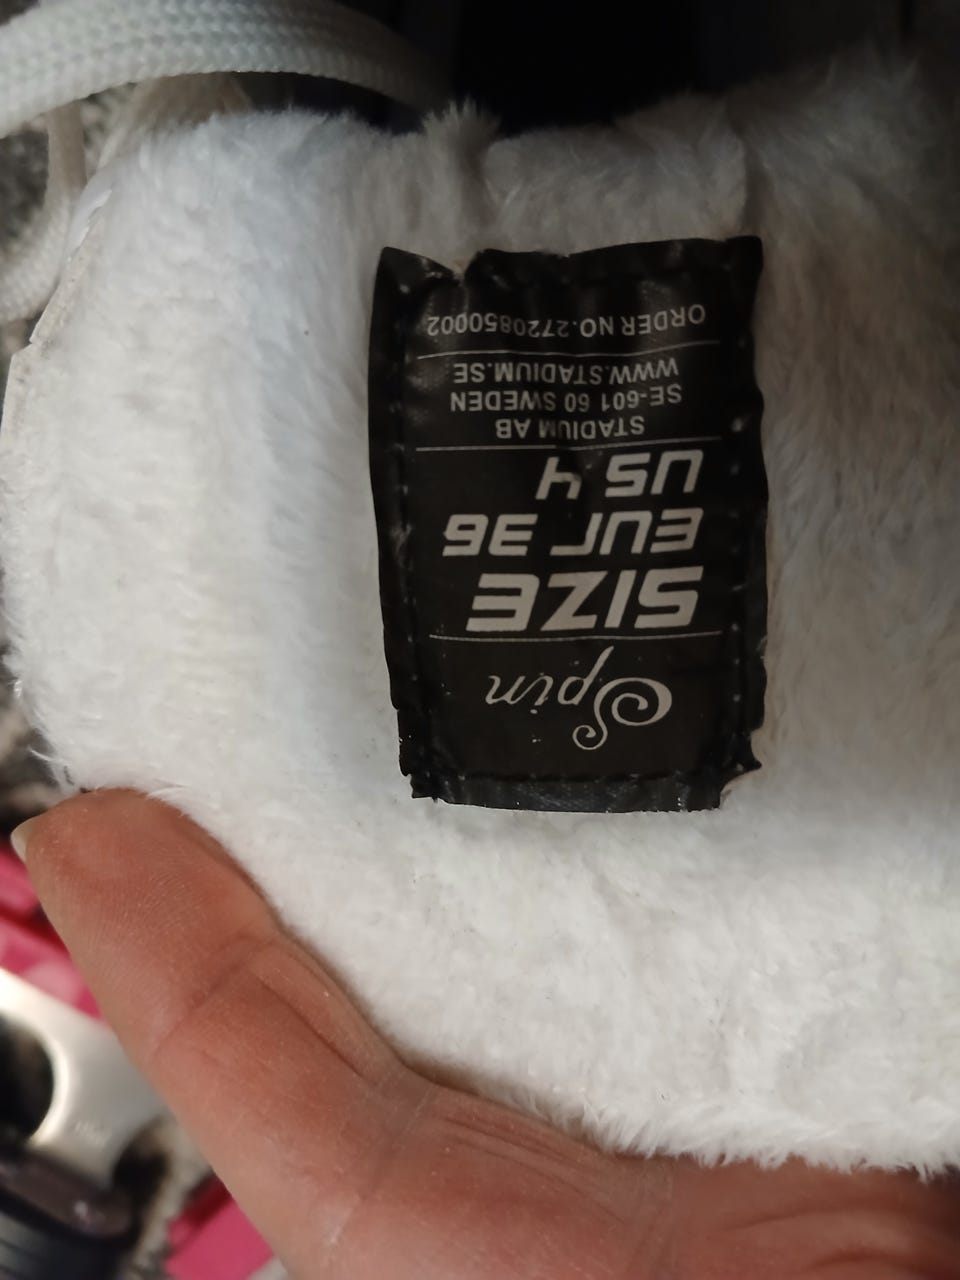 Spin
SIZE
EUR 36
US 4
STADIUM AB
SE-601 60 SWEDEN
WWW.STADIUM.SE
ORDER NO.2720850002